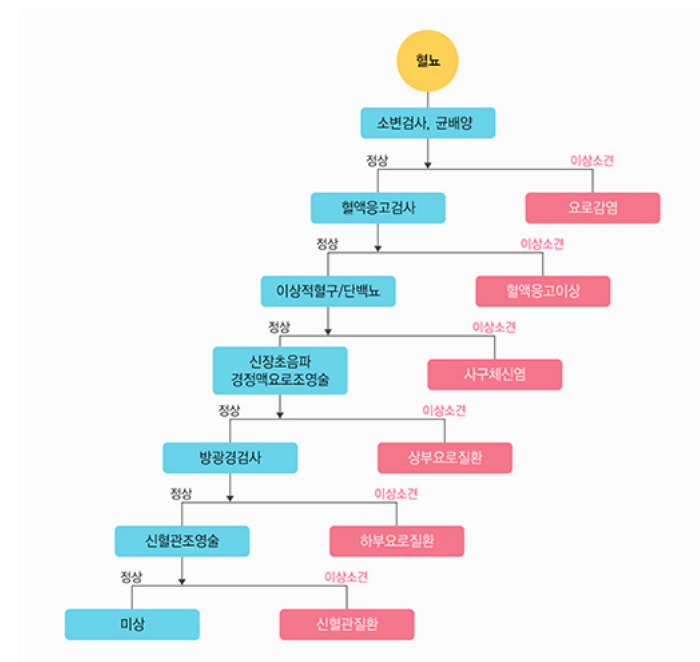 혈뇨
소변검사, 균배양
정상
이상소견
혈액응고검사
요로감염
정상
이상소견
이상적혈구/단백뇨
혈액응고이상
정상
이상소견
신장초음파
경정맥요로조영술
사구체신염
정상
이상소견
방광경검사
상부요로질환
정상
이상소견
신혈관조영술
하부요로질환
정상
이상소견
미상
신혈관질환